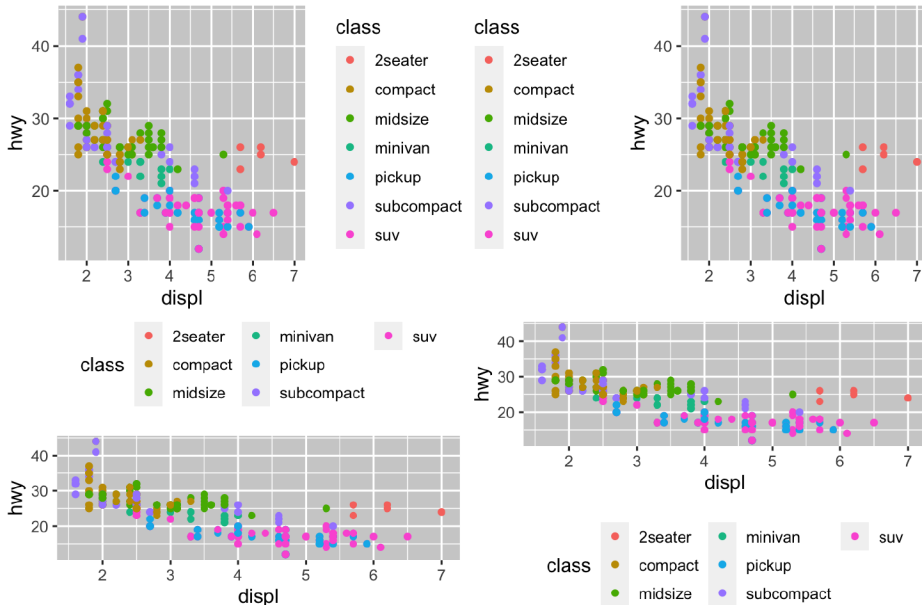 class
2seater
compact
midsize
minivan
pickup
subcompact
suv
hwy
40
30
20
2 3 4 5 6 7
displ
class
2seater
compact
midsize
minivan
pickup
subcompact
suv
hwy
40
30
20
2 3 4 5 6 7
displ
class
2seater minivan suv
compact pickup
midsize subcompact
hwy
40
30
20
2 3 4 5 6 7
displ
hwy
40
30
20
2 3 4 5 6 7
displ
class
2seater minivan suv
compact pickup
midsize subcompact